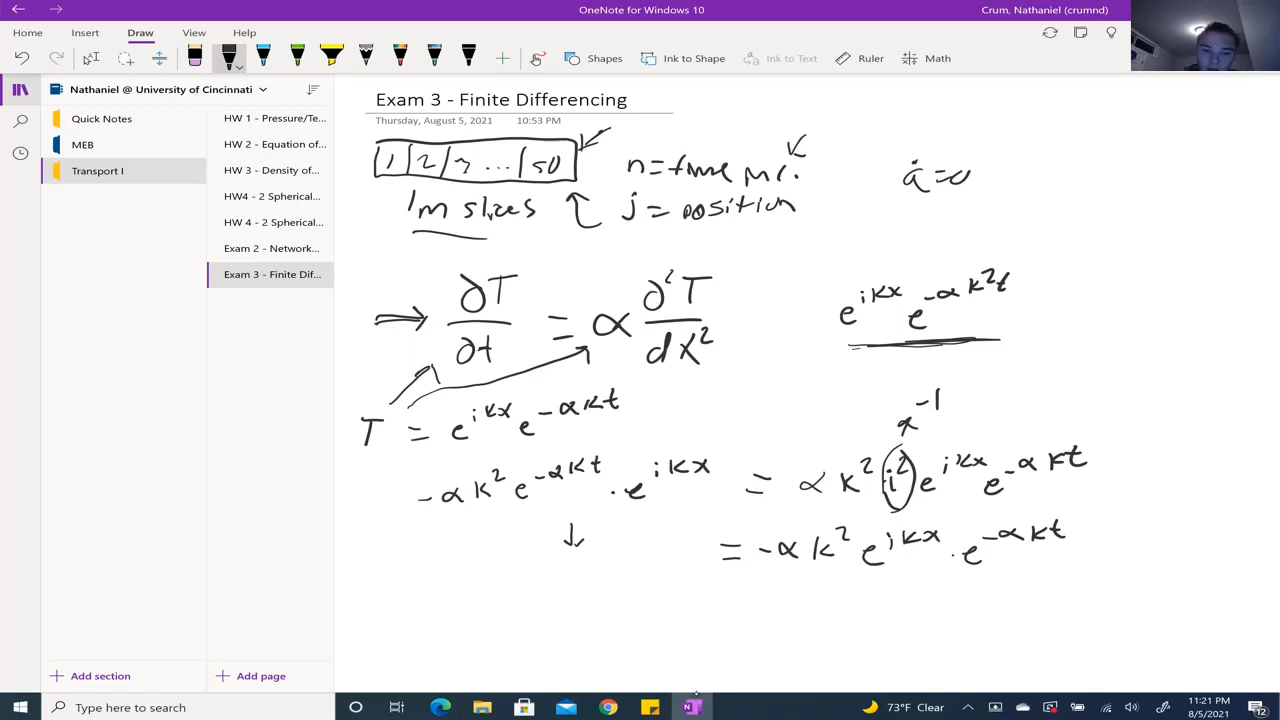 OneNote for Windows 10
Crum, Nathaniel (crumnd)
Home Insert Draw View Help
Shapes Ink to Shape Ink to Text Ruler Math
Nathaniel @ University of Cincinnati
Quick Notes
MEB
Transport I
HW 1 - Pressure/Te...
HW 2 - Equation of...
HW 3 - Density of...
HW4 - 2 Spherical...
HW 4 - 2 Spherical...
Exam 2 - Network...
Exam 3 - Finite Dif...
Add section
Add page
Exam 3 - Finite Differencing
Thursday, August 5, 2021 10:53 PM
1 2 3 ... 50
n = time inc.
1m slices
j = position
⇒ ∂T/∂t = α ∂²T/dx²
e^{ikx} e^{-αk²t}
T = e^{ikx} e^{-αkt}
-1
-αk² e^{-αkt} · e^{ikx} = αk² i² e^{ikx} e^{-αkt}
↓ = -αk² e^{ikx} · e^{-αkt}
Type here to search
73°F Clear
11:21 PM
8/5/2021
12